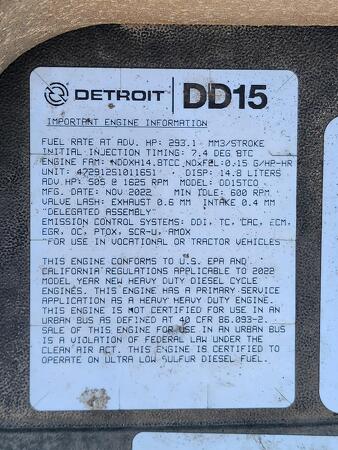 DETROIT DD15
IMPORTANT ENGINE INFORMATION
FUEL RATE AT ADV. HP: 293.1 MM3/STROKE
INITIAL INJECTION TIMING: 7.4 DEG BTC
ENGINE FAM: NDDXH14.8TCC NOxFEL:0.15 G/HP-HR
UNIT: 472912S1011651 DISP: 14.8 LITERS
ADV HP: 505 @ 1625 RPM MODEL: DD15TCO
MFG. DATE: NOV 2022 MIN IDLE: 600 RPM
VALVE LASH: EXHAUST 0.6 MM INTAKE 0.4 MM
"DELEGATED ASSEMBLY"
EMISSION CONTROL SYSTEMS: DDI, TC, CAC, ECM,
EGR, OC, PTOX, SCR-U, AMOX
"FOR USE IN VOCATIONAL OR TRACTOR VEHICLES
THIS ENGINE CONFORMS TO U.S. EPA AND
CALIFORNIA REGULATIONS APPLICABLE TO 2022
MODEL YEAR NEW HEAVY DUTY DIESEL CYCLE
ENGINES. THIS ENGINE HAS A PRIMARY SERVICE
APPLICATION AS A HEAVY HEAVY DUTY ENGINE.
THIS ENGINE IS NOT CERTIFIED FOR USE IN AN
URBAN BUS AS DEFINED AT 40 CFR 86.093-2.
SALE OF THIS ENGINE FOR USE IN AN URBAN BUS
IS A VIOLATION OF FEDERAL LAW UNDER THE
CLEAN AIR ACT. THIS ENGINE IS CERTIFIED TO
OPERATE ON ULTRA LOW SULFUR DIESEL FUEL.